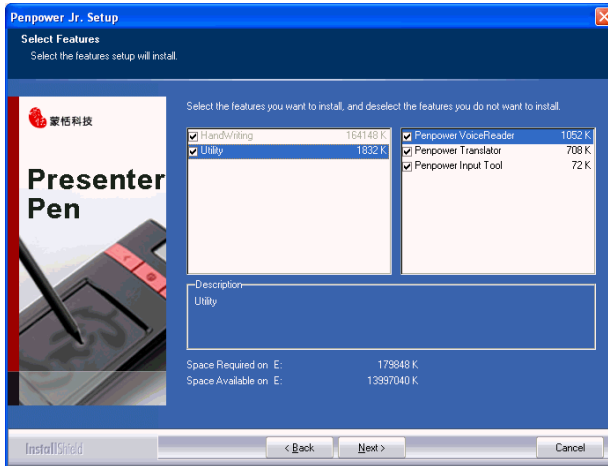 Penpower Jr. Setup
Select Features
Select the features setup will install.
蒙恬科技
Presenter
Pen
Select the features you want to install, and deselect the features you do not want to install.
HandWriting 164148 K
Utility 1832 K
Penpower VoiceReader 1052 K
Penpower Translator 708 K
Penpower Input Tool 72 K
Description
Utility
Space Required on E: 179848 K
Space Available on E: 13997040 K
InstallShield
< Back
Next >
Cancel